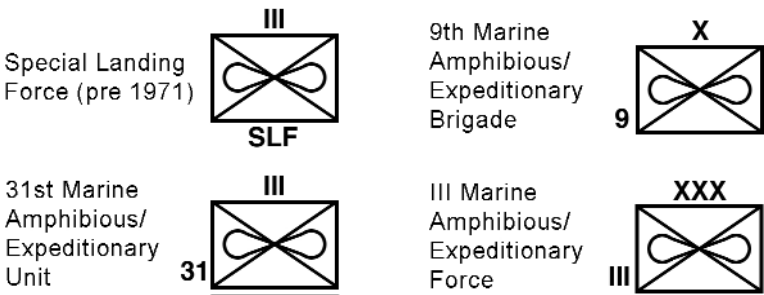 III
Special Landing
Force (pre 1971)
SLF
X
9th Marine
Amphibious/
Expeditionary
Brigade
9
III
31st Marine
Amphibious/
Expeditionary
Unit
31
XXX
III Marine
Amphibious/
Expeditionary
Force
III